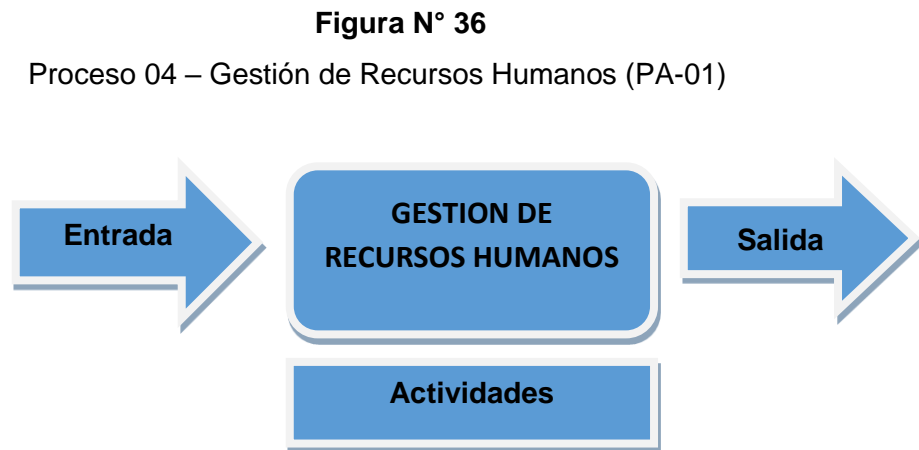 Figura N° 36
Proceso 04 – Gestión de Recursos Humanos (PA-01)
Entrada
GESTION DE
RECURSOS HUMANOS
Salida
Actividades